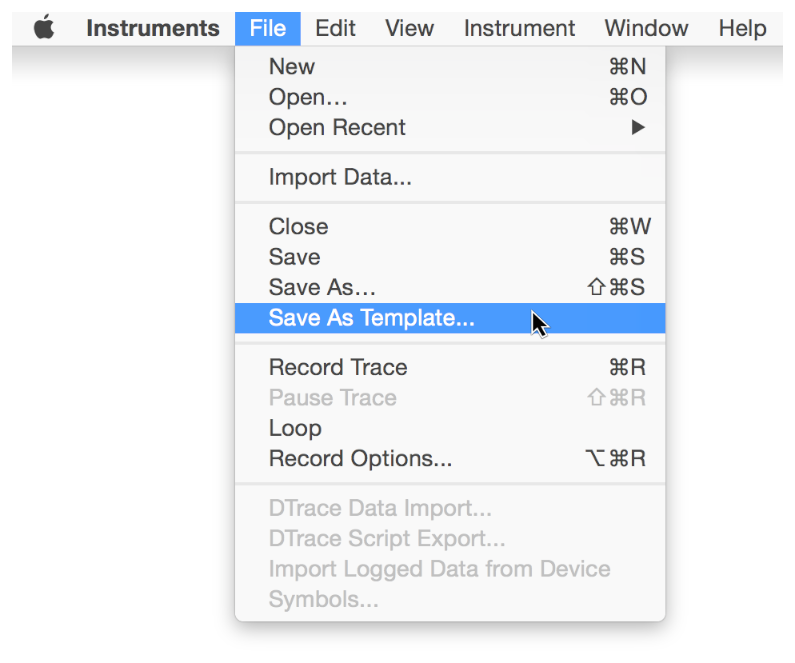 Instruments File Edit View Instrument Window Help
New ⌘N
Open... ⌘O
Open Recent ▶
Import Data...
Close ⌘W
Save ⌘S
Save As... ⇧⌘S
Save As Template...
Record Trace ⌘R
Pause Trace ⇧⌘R
Loop
Record Options... ⌥⌘R
DTrace Data Import...
DTrace Script Export...
Import Logged Data from Device
Symbols...